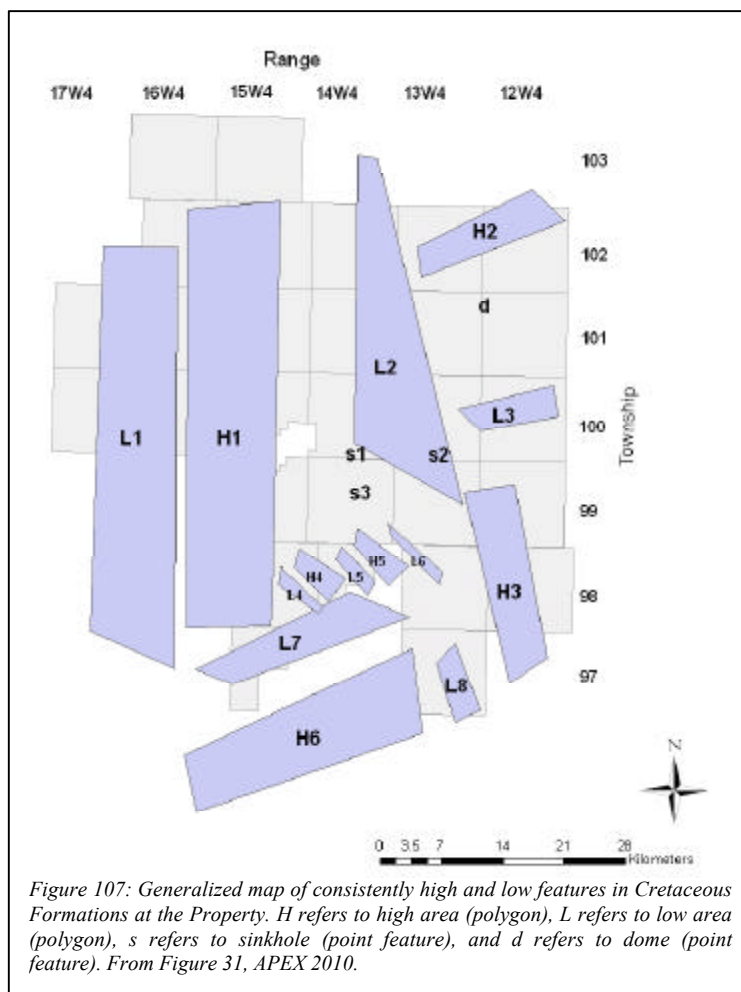 Range
17W4 16W4 15W4 14W4 13W4 12W4
103
H2
102
d
101
L2
L3
100
Township
L1
H1
s1
s2
s3
99
H5
L6
H4
L5
L4
98
H3
L7
97
L8
H6
N
0 3.5 7 14 21 28
Kilometers
Figure 107: Generalized map of consistently high and low features in Cretaceous
Formations at the Property. H refers to high area (polygon), L refers to low area
(polygon), s refers to sinkhole (point feature), and d refers to dome (point
feature). From Figure 31, APEX 2010.